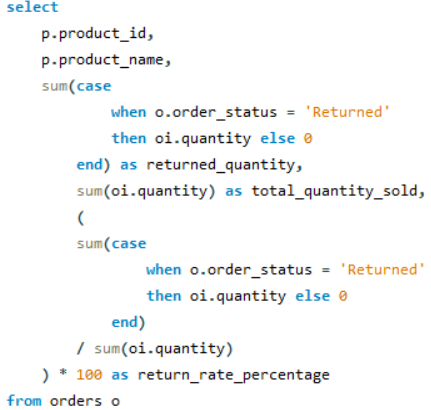 select
p.product_id,
p.product_name,
sum(case
when o.order_status = 'Returned'
then oi.quantity else 0
end) as returned_quantity,
sum(oi.quantity) as total_quantity_sold,
(
sum(case
when o.order_status = 'Returned'
then oi.quantity else 0
end)
/ sum(oi.quantity)
) * 100 as return_rate_percentage
from orders o